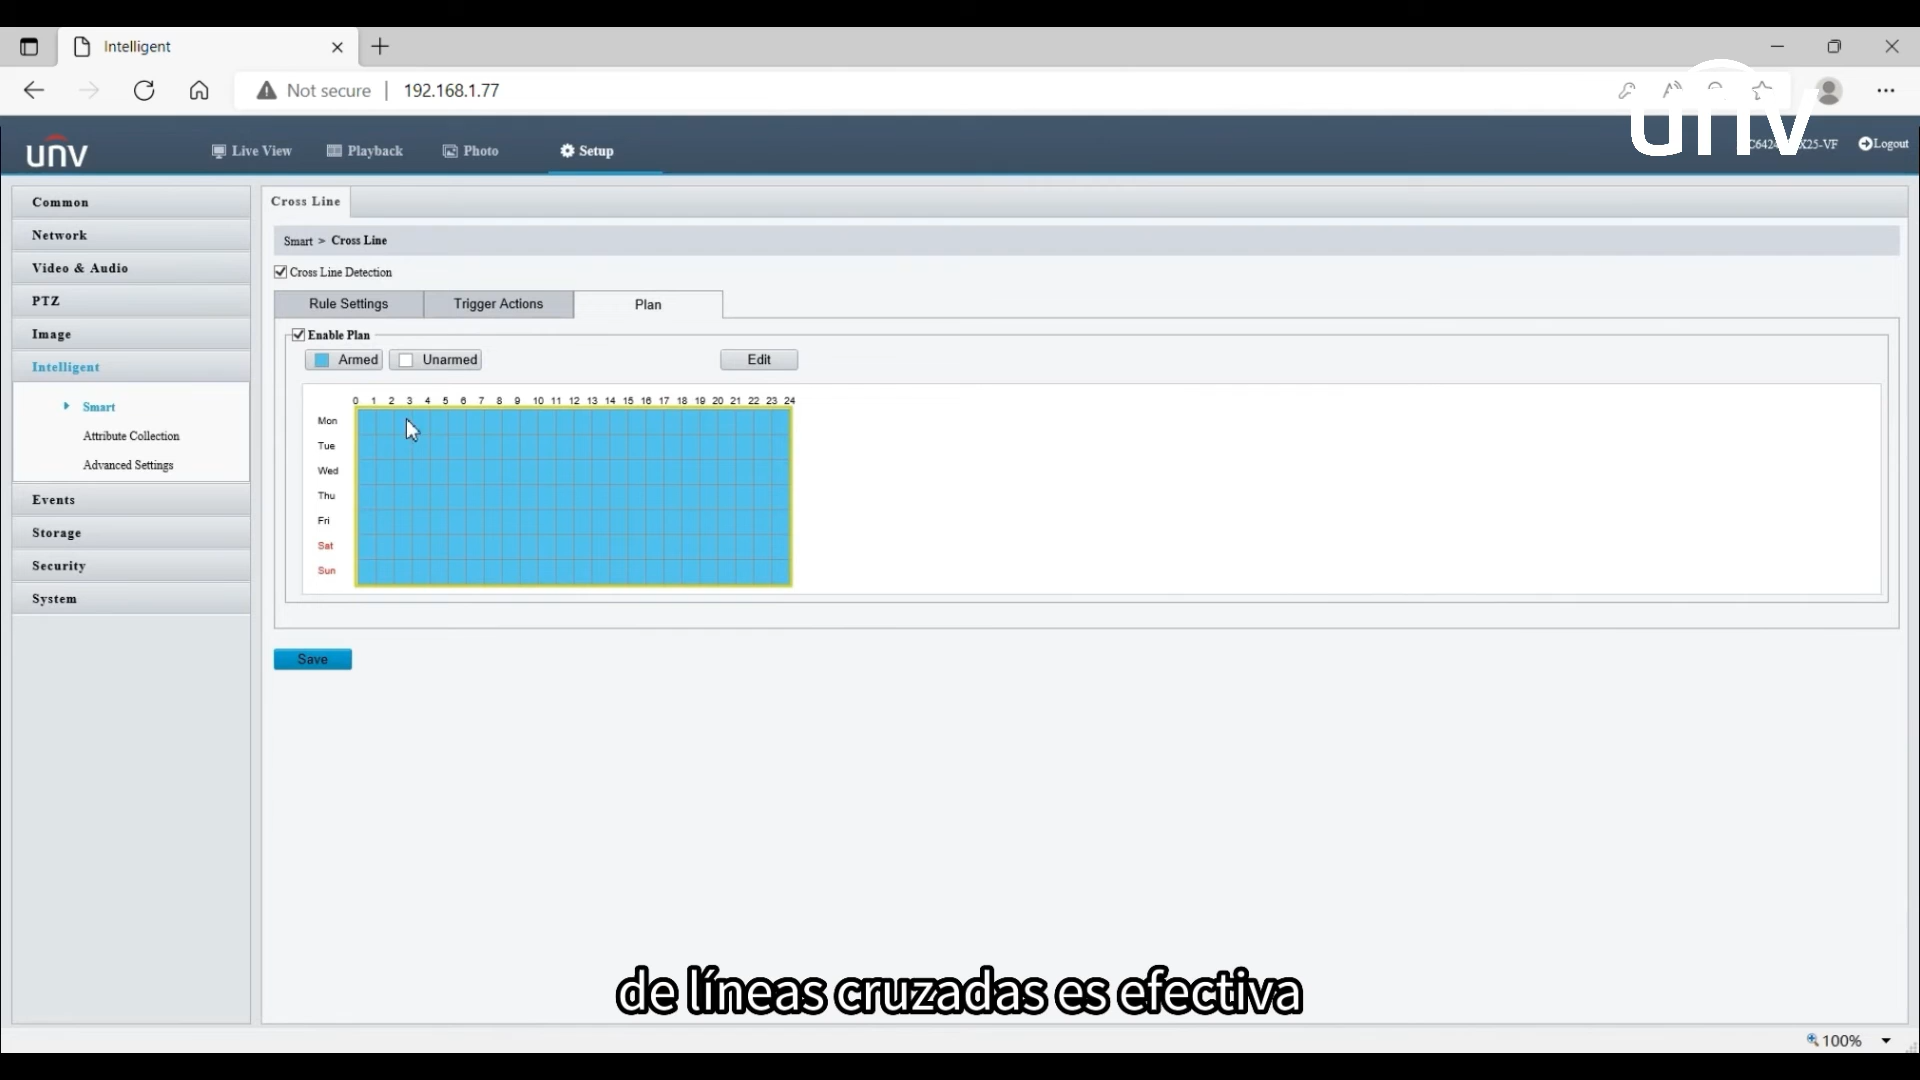 Intelligent
Not secure | 192.168.1.77
unv
unv
Live View
Playback
Photo
Setup
Logout
Common
Network
Video & Audio
PTZ
Image
Intelligent
Smart
Attribute Collection
Advanced Settings
Events
Storage
Security
System
Cross Line
Smart > Cross Line
Cross Line Detection
Rule Settings
Trigger Actions
Plan
Enable Plan
Armed
Unarmed
Edit
0 1 2 3 4 5 6 7 8 9 10 11 12 13 14 15 16 17 18 19 20 21 22 23 24
Mon
Tue
Wed
Thu
Fri
Sat
Sun
Save
de líneas cruzadas es efectiva
100%